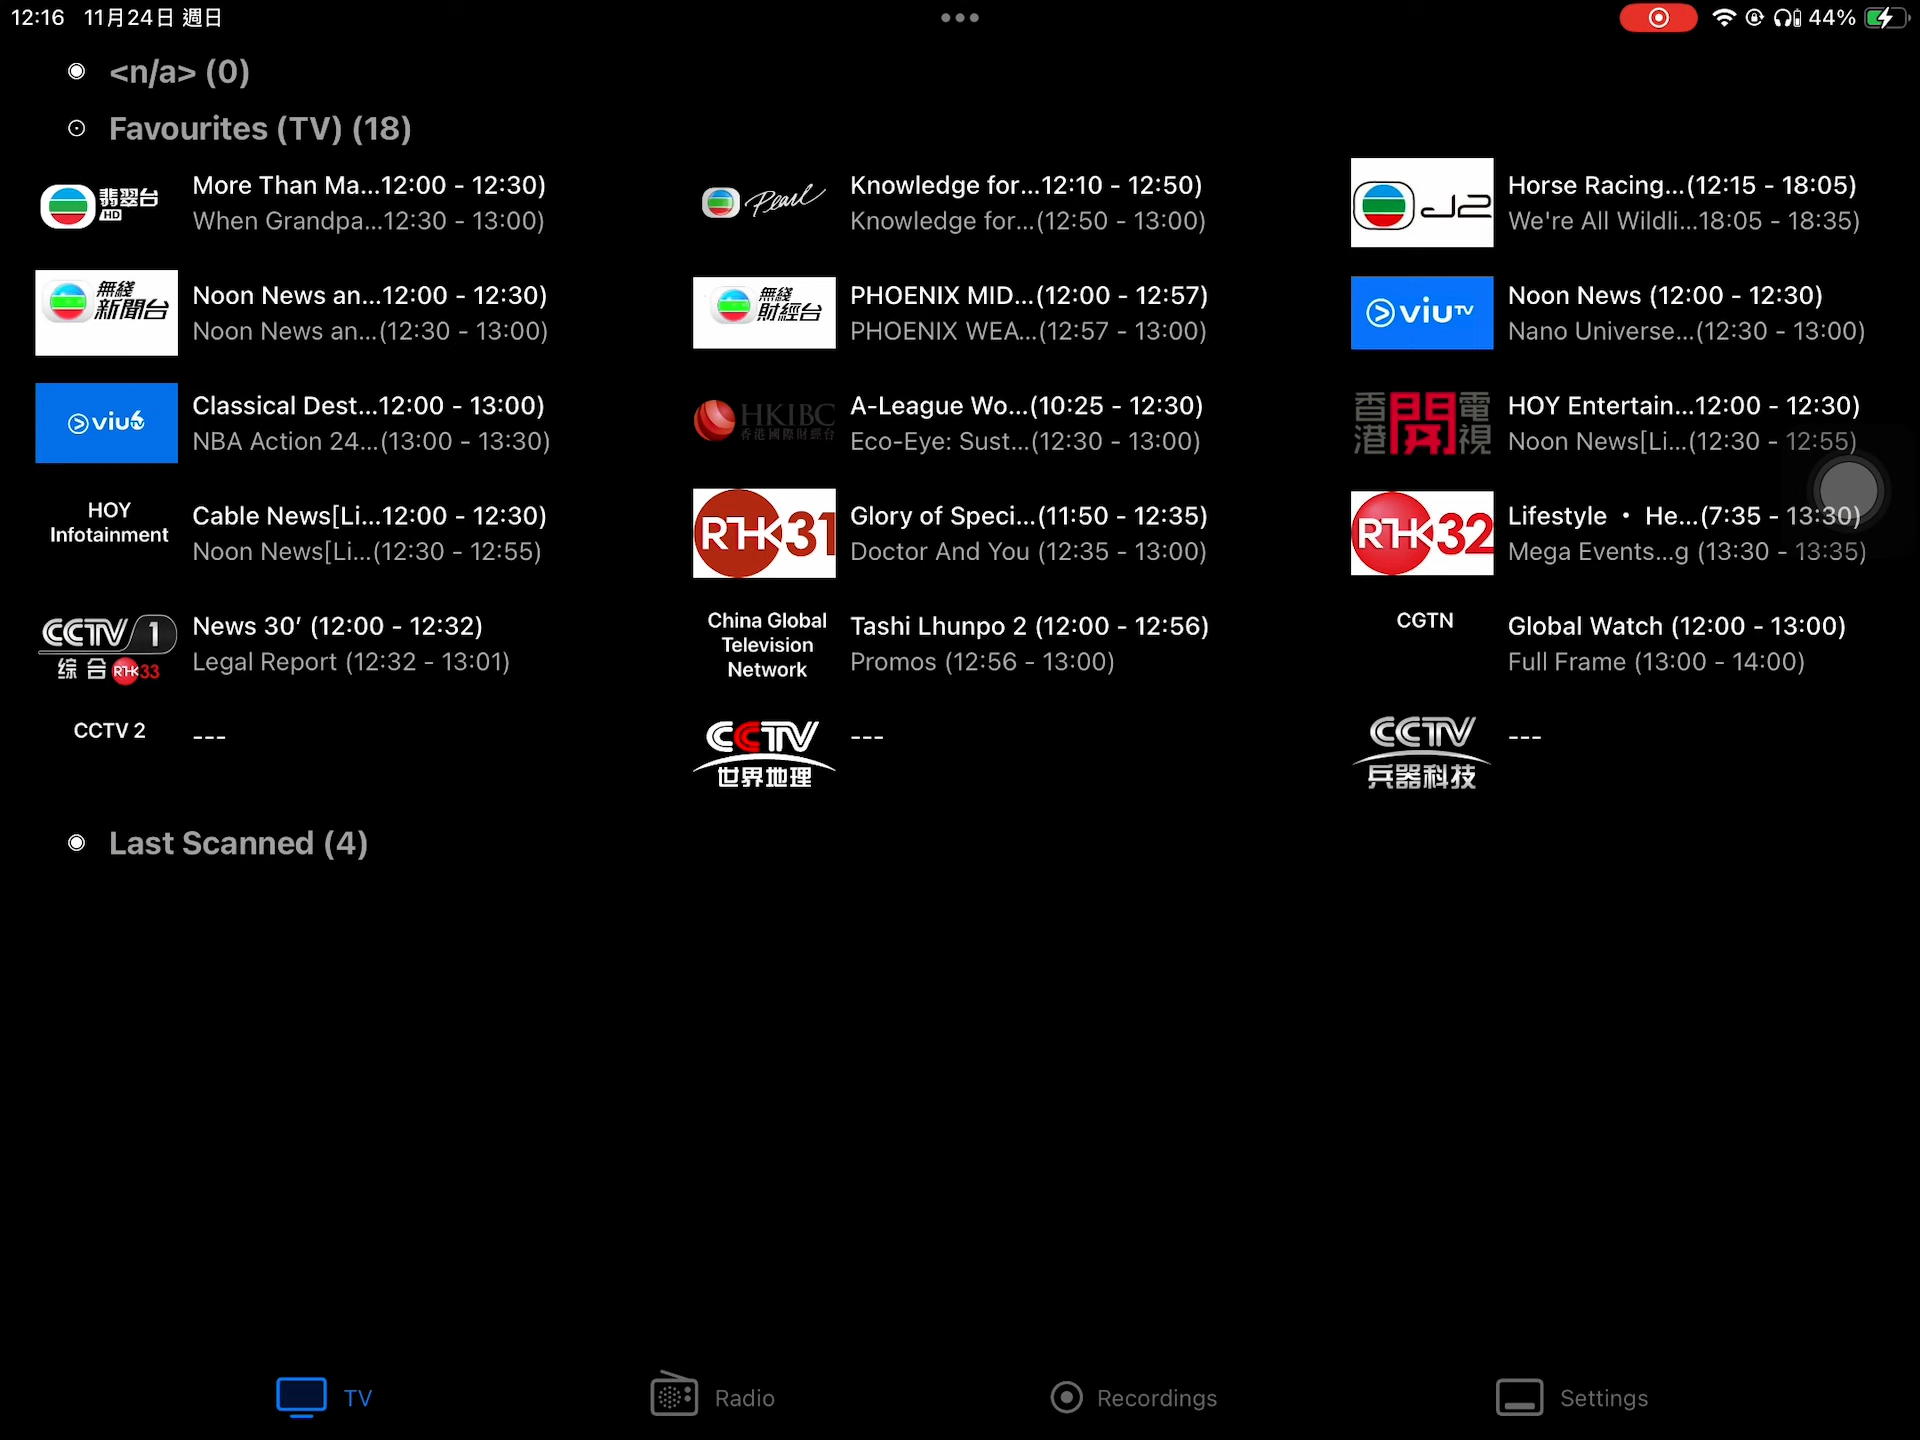 12:16 11月24日 週日
44%
<n/a> (0)
Favourites (TV) (18)
翡翠台 HD
More Than Ma...12:00 - 12:30)
When Grandpa...12:30 - 13:00)
Pearl
Knowledge for...12:10 - 12:50)
Knowledge for...(12:50 - 13:00)
J2
Horse Racing...(12:15 - 18:05)
We're All Wildli...18:05 - 18:35)
無綫
新聞台
Noon News an...12:00 - 12:30)
Noon News an...(12:30 - 13:00)
無綫
財經台
PHOENIX MID...(12:00 - 12:57)
PHOENIX WEA...(12:57 - 13:00)
viuTV
Noon News (12:00 - 12:30)
Nano Universe...(12:30 - 13:00)
viuTV6
Classical Dest...12:00 - 13:00)
NBA Action 24...(13:00 - 13:30)
HKIBC
香港國際財經台
A-League Wo...(10:25 - 12:30)
Eco-Eye: Sust...(12:30 - 13:00)
香港開電視
HOY Entertain...12:00 - 12:30)
Noon News[Li...(12:30 - 12:55)
HOY
Infotainment
Cable News[Li...12:00 - 12:30)
Noon News[Li...(12:30 - 12:55)
RTHK31
Glory of Speci...(11:50 - 12:35)
Doctor And You (12:35 - 13:00)
RTHK32
Lifestyle • He...(7:35 - 13:30)
Mega Events...g (13:30 - 13:35)
CCTV 1
综合 RTHK33
News 30’ (12:00 - 12:32)
Legal Report (12:32 - 13:01)
China Global
Television
Network
Tashi Lhunpo 2 (12:00 - 12:56)
Promos (12:56 - 13:00)
CGTN
Global Watch (12:00 - 13:00)
Full Frame (13:00 - 14:00)
CCTV 2
---
CCTV
世界地理
---
CCTV
兵器科技
---
Last Scanned (4)
TV
Radio
Recordings
Settings